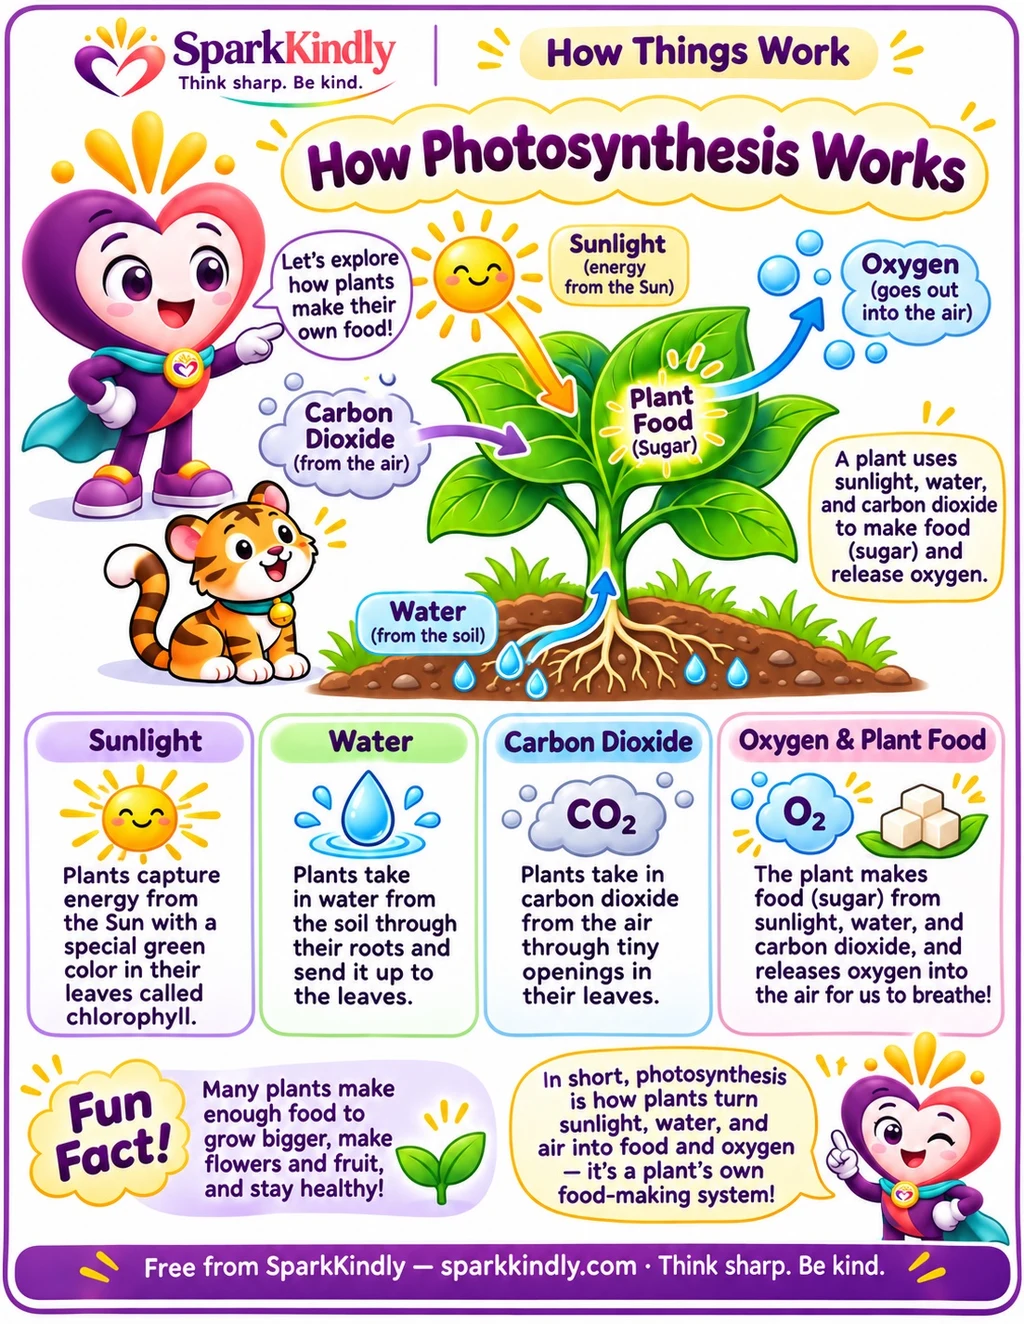 SparkKindly
Think sharp. Be kind.
How Things Work
How Photosynthesis Works
Let's explore
how plants
make their
own food!
Sunlight
(energy
from the Sun)
Oxygen
(goes out
into the air)
Carbon
Dioxide
(from the air)
Plant
Food
(Sugar)
A plant uses
sunlight, water,
and carbon dioxide
to make food
(sugar) and
release oxygen.
Water
(from the soil)
Sunlight
Plants capture
energy from
the Sun with a
special green
color in their
leaves called
chlorophyll.
Water
Plants take
in water from
the soil through
their roots and
send it up to
the leaves.
Carbon Dioxide
CO₂
Plants take in
carbon dioxide
from the air
through tiny
openings in
their leaves.
Oxygen & Plant Food
O₂
The plant makes
food (sugar) from
sunlight, water, and
carbon dioxide, and
releases oxygen into
the air for us to breathe!
Fun
Fact!
Many plants make
enough food to
grow bigger, make
flowers and fruit,
and stay healthy!
In short, photosynthesis
is how plants turn
sunlight, water, and
air into food and oxygen
— it's a plant's own
food-making system!
Free from SparkKindly — sparkkindly.com · Think sharp. Be kind.